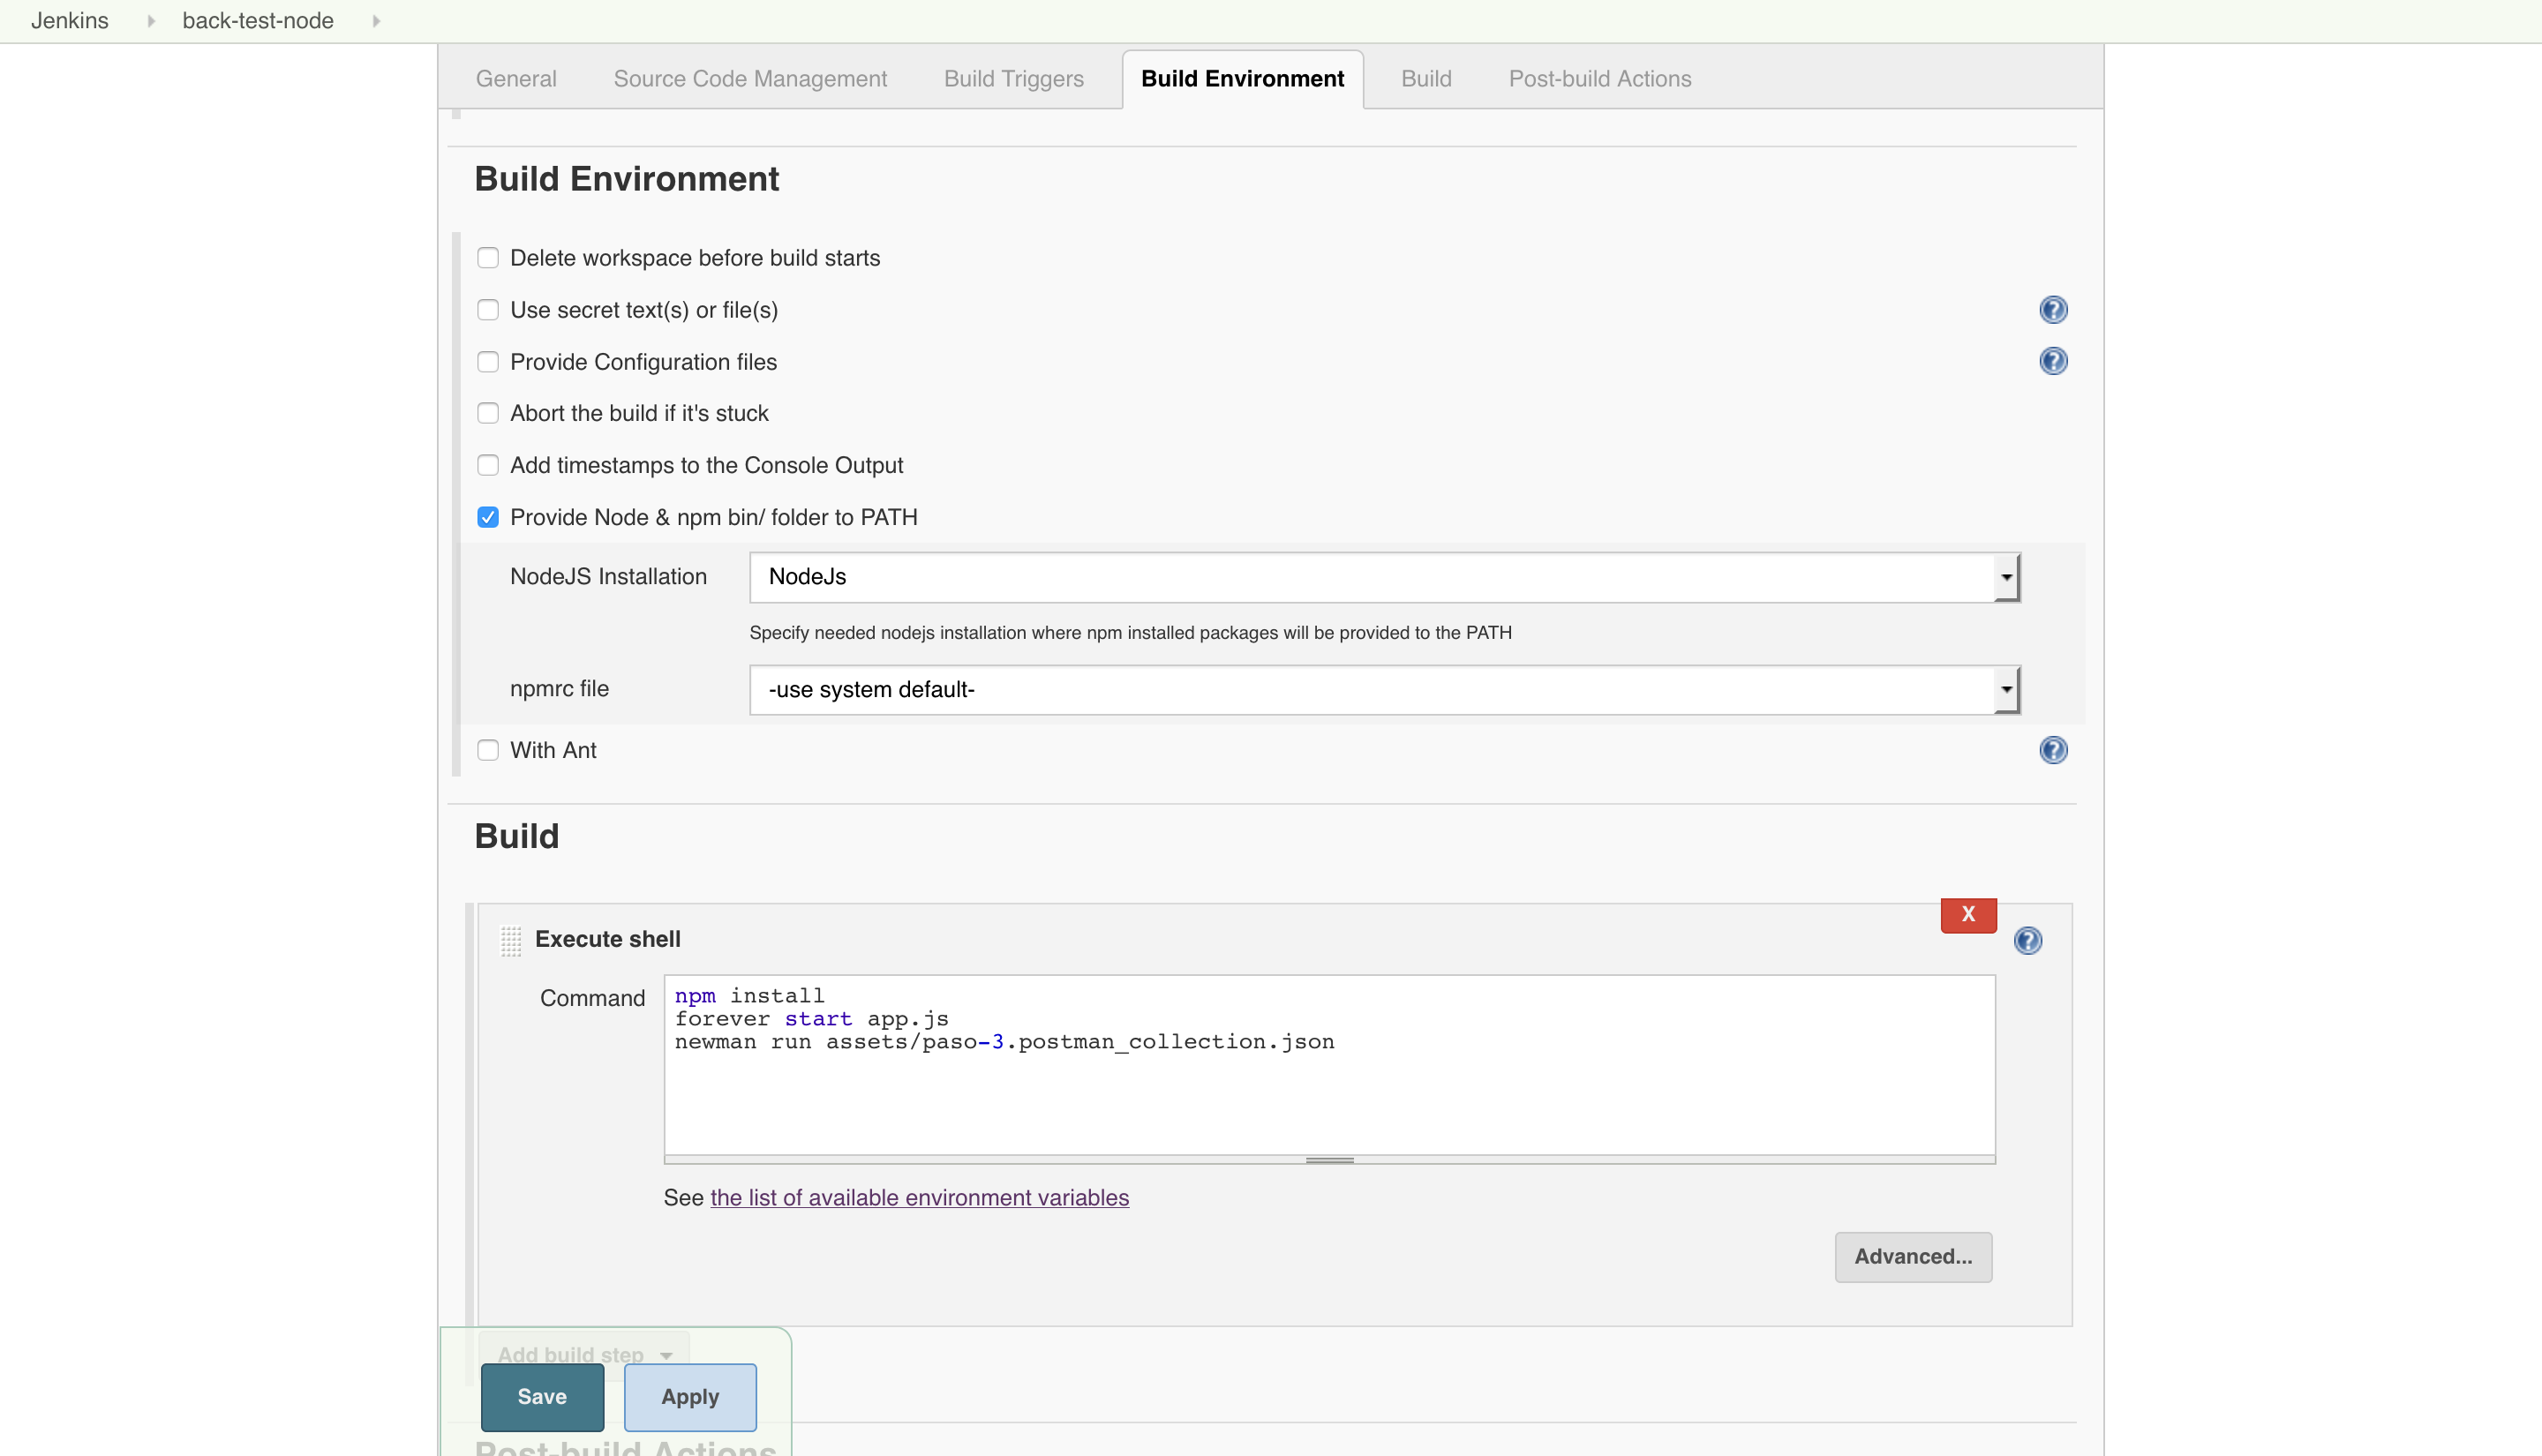 Jenkins back-test-node
General Source Code Management Build Triggers Build Environment Build Post-build Actions
Build Environment
Delete workspace before build starts
Use secret text(s) or file(s)
Provide Configuration files
Abort the build if it's stuck
Add timestamps to the Console Output
Provide Node & npm bin/ folder to PATH
NodeJS Installation NodeJs
Specify needed nodejs installation where npm installed packages will be provided to the PATH
npmrc file -use system default-
With Ant
Build
X
Execute shell
Command
npm install
forever start app.js
newman run assets/paso-3.postman_collection.json
See the list of available environment variables
Advanced...
Add build step
Save Apply
Post-build Actions